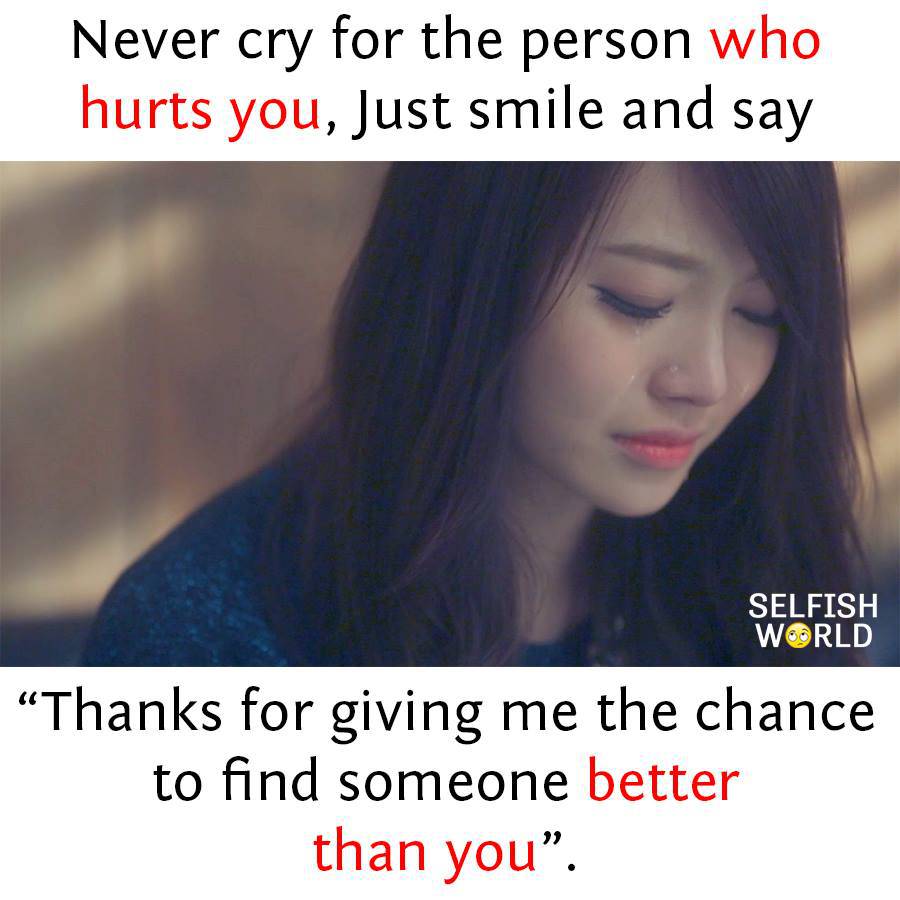 Never cry for the person who
hurts you, Just smile and say
SELFISH
W🥺RLD
“Thanks for giving me the chance
to find someone better
than you”.